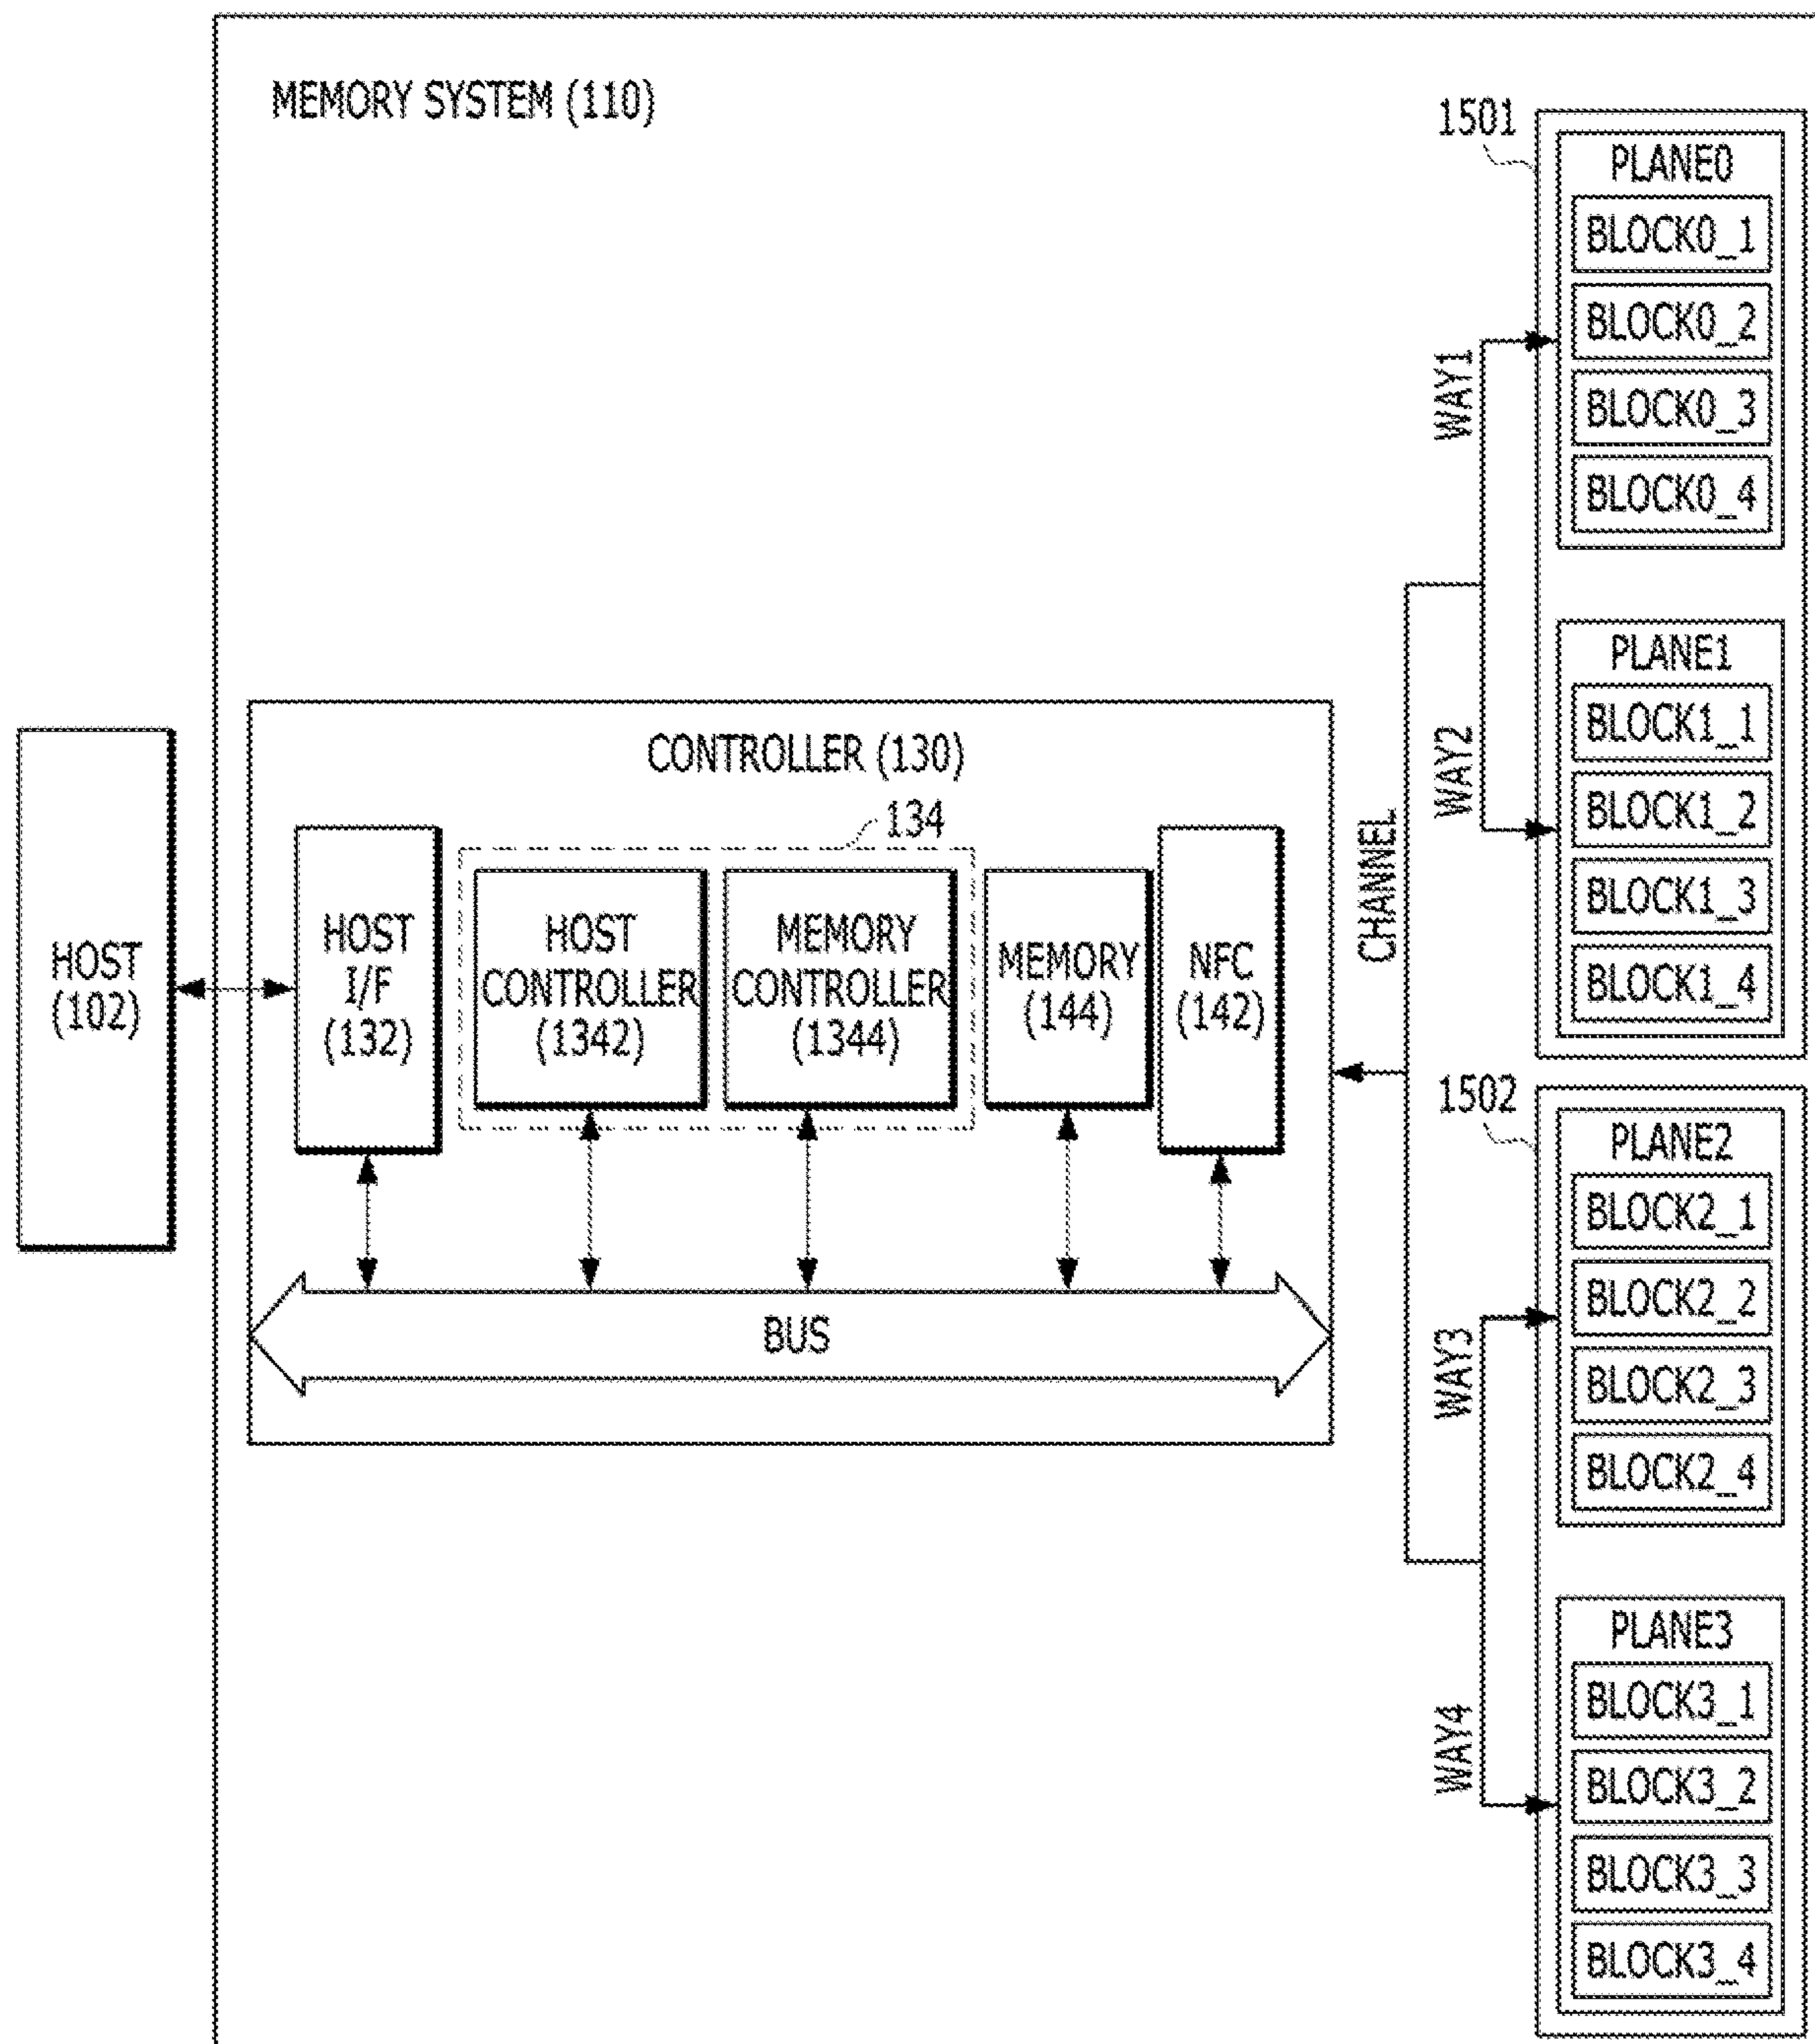 MEMORY SYSTEM (110)
HOST
(102)
CONTROLLER (130)
134
HOST
I/F
(132)
HOST
CONTROLLER
(1342)
MEMORY
CONTROLLER
(1344)
MEMORY
(144)
NFC
(142)
BUS
CHANNEL
WAY1
WAY2
WAY3
WAY4
1501
PLANE0
BLOCK0_1
BLOCK0_2
BLOCK0_3
BLOCK0_4
PLANE1
BLOCK1_1
BLOCK1_2
BLOCK1_3
BLOCK1_4
1502
PLANE2
BLOCK2_1
BLOCK2_2
BLOCK2_3
BLOCK2_4
PLANE3
BLOCK3_1
BLOCK3_2
BLOCK3_3
BLOCK3_4